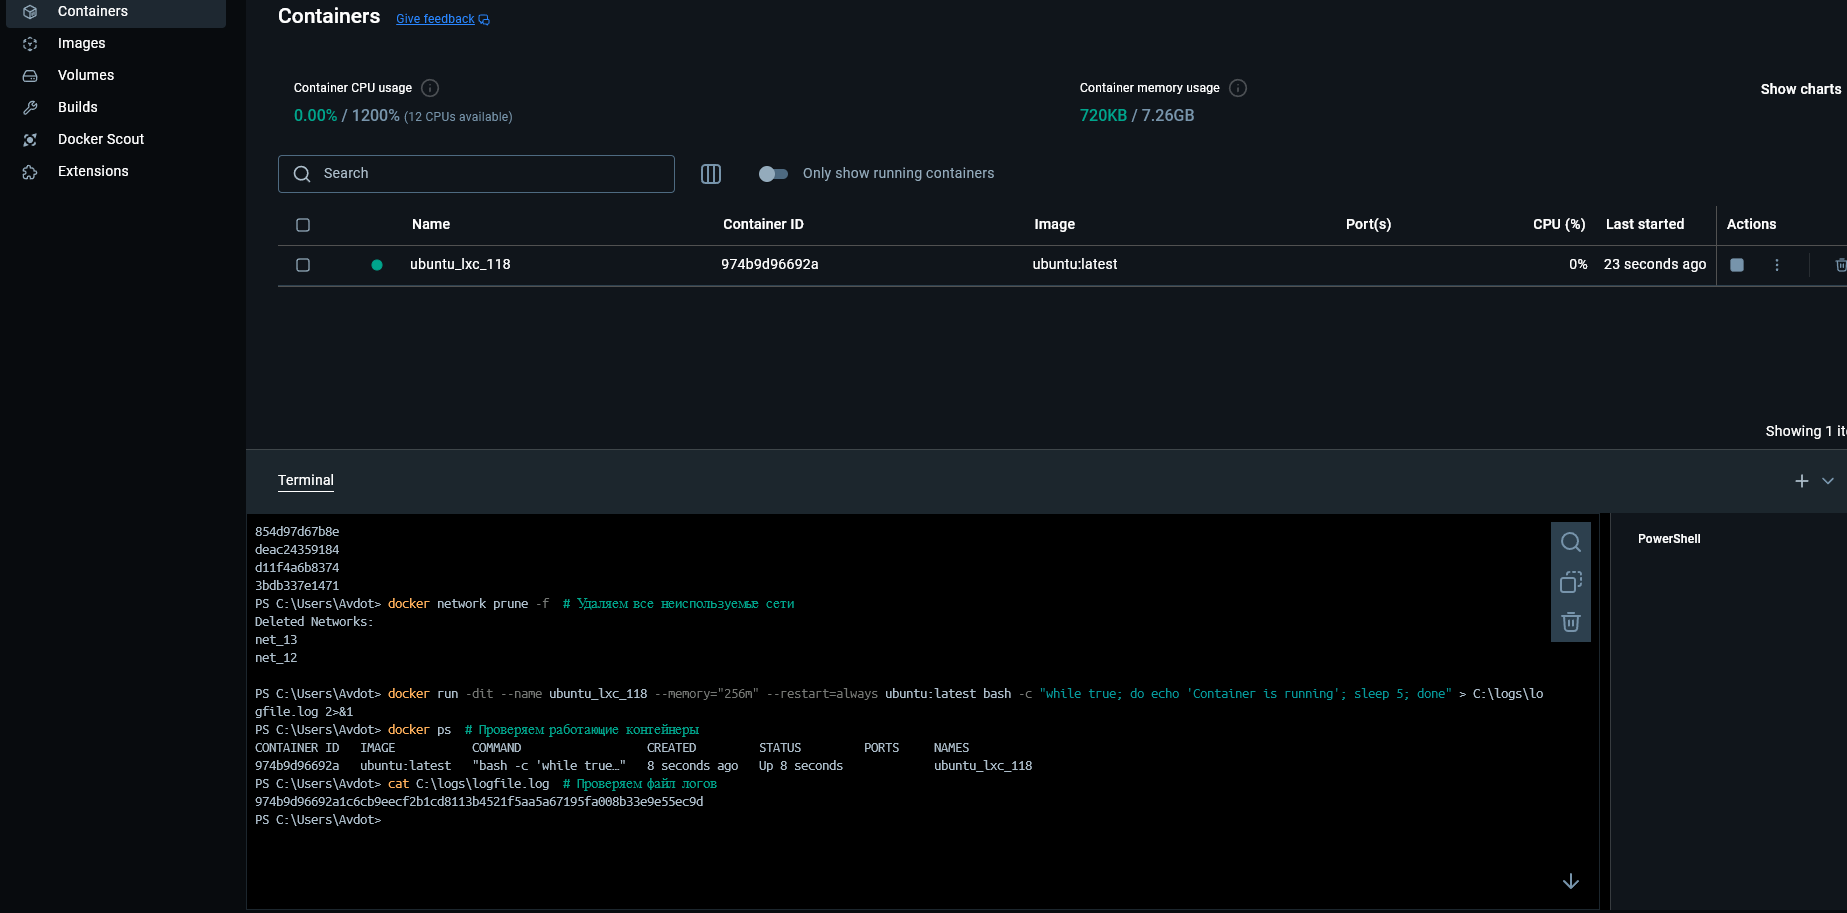 Containers
Images
Volumes
Builds
Docker Scout
Extensions
Containers Give feedback
Container CPU usage
0.00% / 1200% (12 CPUs available)
Container memory usage
720KB / 7.26GB
Show charts
Search
Only show running containers
Name Container ID Image Port(s) CPU (%) Last started Actions
ubuntu_lxc_118 974b9d96692a ubuntu:latest 0% 23 seconds ago
Showing 1 it
Terminal
854d97d67b8e
deac24359184
d11f4a6b8374
3bdb337e1471
PS C:\Users\Avdot> docker network prune -f # Удаляем все неиспользуемые сети
Deleted Networks:
net_13
net_12
PS C:\Users\Avdot> docker run -dit --name ubuntu_lxc_118 --memory="256m" --restart=always ubuntu:latest bash -c "while true; do echo 'Container is running'; sleep 5; done" > C:\logs\lo
gfile.log 2>&1
PS C:\Users\Avdot> docker ps # Проверяем работающие контейнеры
CONTAINER ID IMAGE COMMAND CREATED STATUS PORTS NAMES
974b9d96692a ubuntu:latest "bash -c 'while true…" 8 seconds ago Up 8 seconds ubuntu_lxc_118
PS C:\Users\Avdot> cat C:\logs\logfile.log # Проверяем файл логов
974b9d96692a1c6cb9eecf2b1cd8113b4521f5aa5a67195fa008b33e9e55ec9d
PS C:\Users\Avdot>
PowerShell